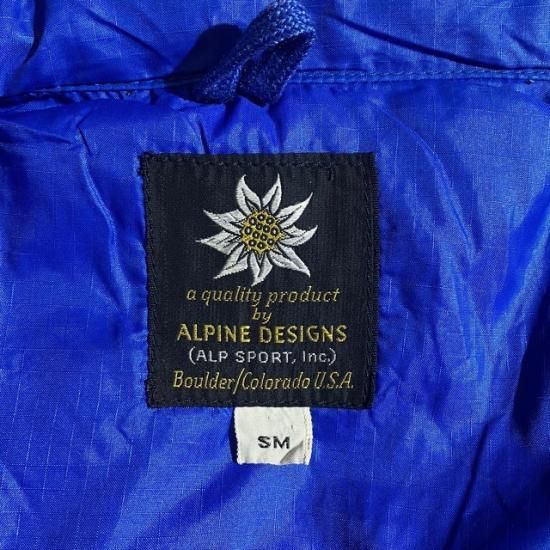 a quality product
by
ALPINE DESIGNS
(ALP SPORT, Inc.)
Boulder/Colorado U.S.A.
SM